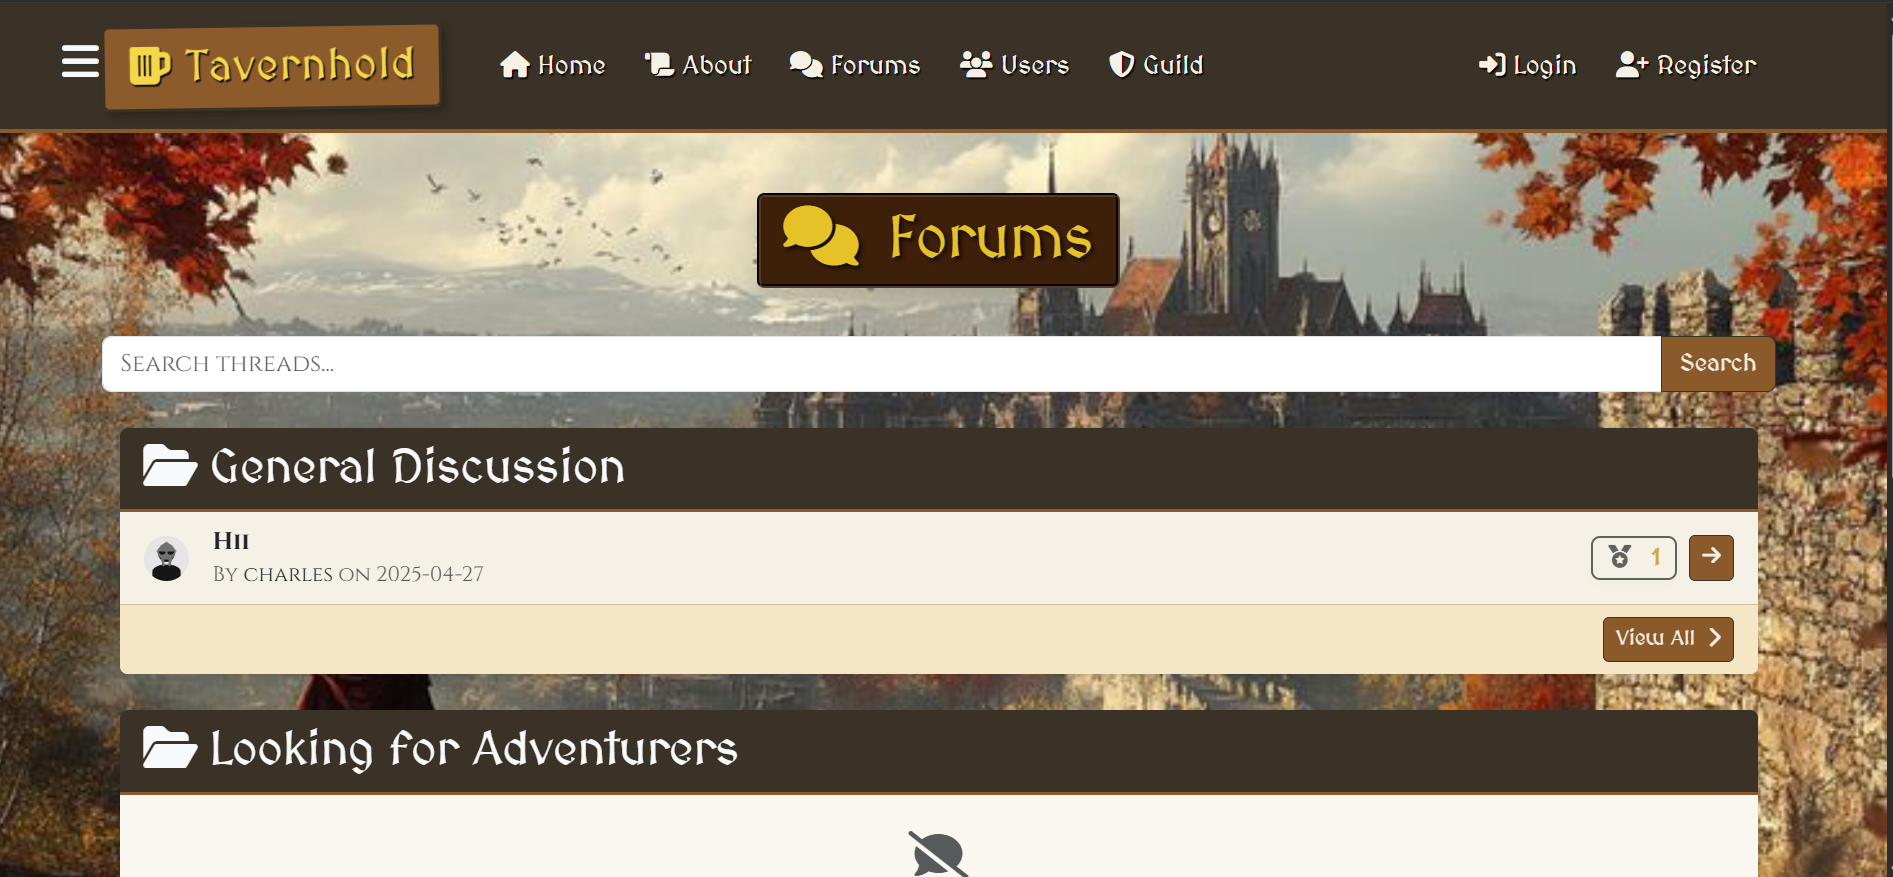 Tavernhold
Home About Forums Users Guild
Login Register
Forums
Search threads...
Search
General Discussion
Hii
By charles on 2025-04-27
1
View All
Looking for Adventurers